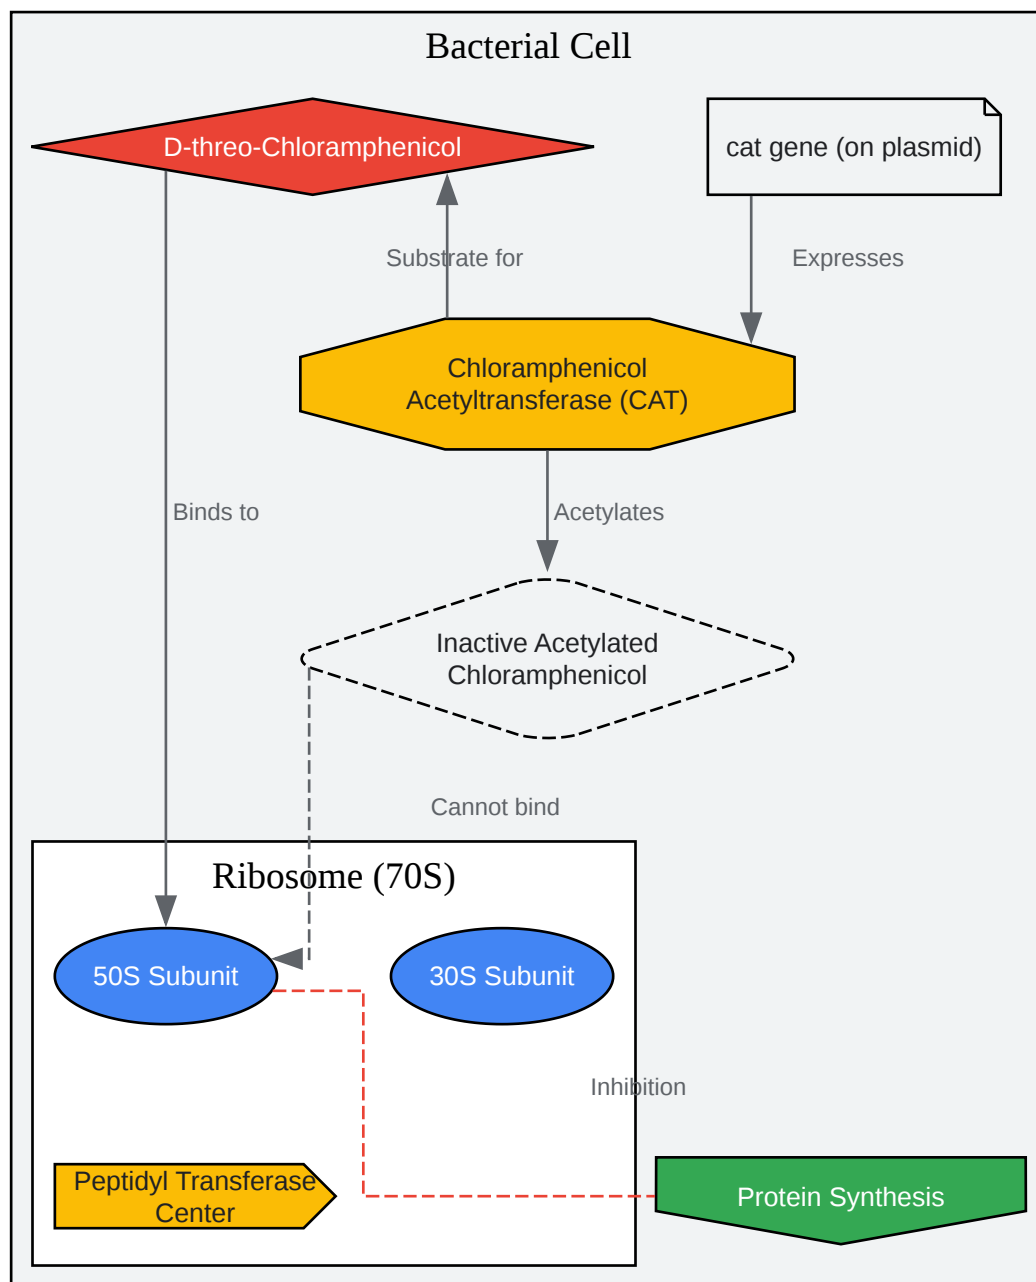 Bacterial Cell
D-threo-Chloramphenicol
cat gene (on plasmid)
Substrate for
Expresses
Chloramphenicol
Acetyltransferase (CAT)
Binds to
Acetylates
Inactive Acetylated
Chloramphenicol
Cannot bind
Ribosome (70S)
50S Subunit
30S Subunit
Inhibition
Peptidyl Transferase
Center
Protein Synthesis